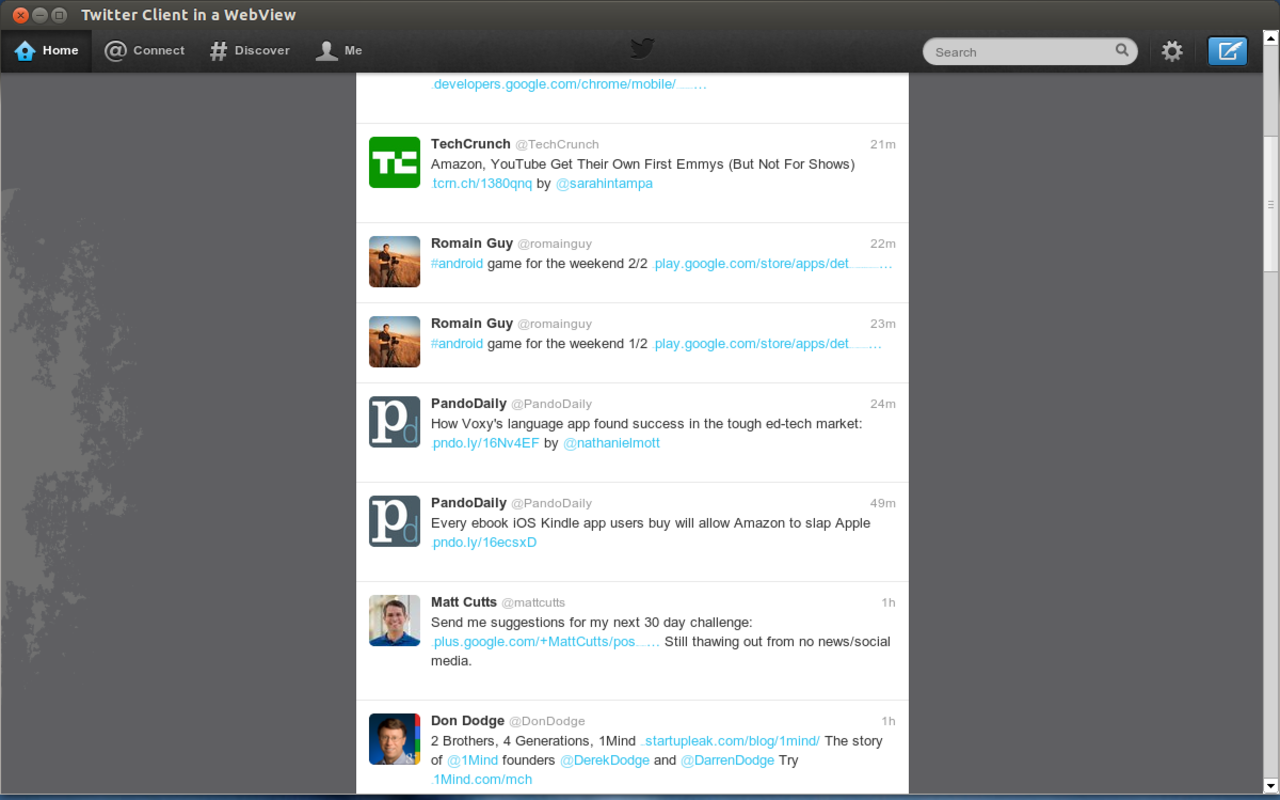 Twitter Client in a WebView
Home @ Connect # Discover Me Search
developers.google.com/chrome/mobile/……
TC
TechCrunch @TechCrunch 21m
Amazon, YouTube Get Their Own First Emmys (But Not For Shows)
tcrn.ch/1380qnq by @sarahintampa
Romain Guy @romainguy 22m
#android game for the weekend 2/2 play.google.com/store/apps/det…
Romain Guy @romainguy 23m
#android game for the weekend 1/2 play.google.com/store/apps/det…
pd
PandoDaily @PandoDaily 24m
How Voxy's language app found success in the tough ed-tech market:
pndo.ly/16Nv4EF by @nathanielmott
pd
PandoDaily @PandoDaily 49m
Every ebook iOS Kindle app users buy will allow Amazon to slap Apple
pndo.ly/16ecsxD
Matt Cutts @mattcutts 1h
Send me suggestions for my next 30 day challenge:
plus.google.com/+MattCutts/pos… Still thawing out from no news/social
media.
Don Dodge @DonDodge 1h
2 Brothers, 4 Generations, 1Mind startupleak.com/blog/1mind/ The story
of @1Mind founders @DerekDodge and @DarrenDodge Try
1Mind.com/mch